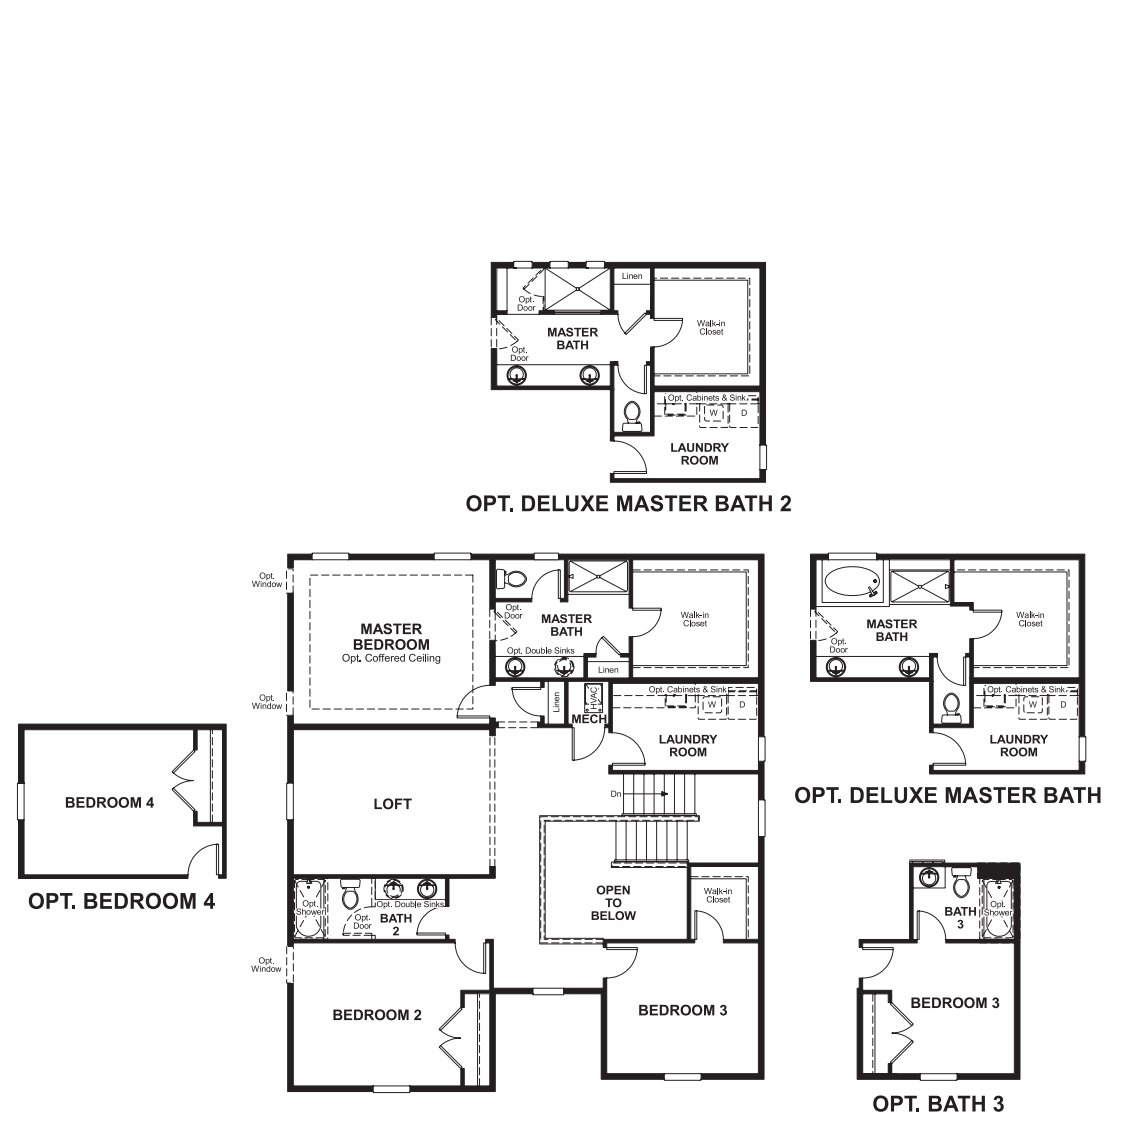 Linen
Opt.
Door
MASTER
BATH
Walk-in
Closet
Opt.
Door
Opt. Cabinets & Sink
W
D
LAUNDRY
ROOM
OPT. DELUXE MASTER BATH 2
Opt.
Window
MASTER
BEDROOM
Opt. Coffered Ceiling
Opt.
Window
Opt.
Door
MASTER
BATH
Opt. Double Sinks
Walk-in
Closet
Linen
Linen
HVAC
MECH
Opt. Cabinets & Sink
W
D
LAUNDRY
ROOM
MASTER
BATH
Opt.
Door
Walk-in
Closet
Opt. Cabinets & Sink
W
D
LAUNDRY
ROOM
OPT. DELUXE MASTER BATH
BEDROOM 4
OPT. BEDROOM 4
LOFT
Dn
OPEN
TO
BELOW
Walk-in
Closet
Opt.
Shower
Opt. Double Sinks
Opt.
Door
BATH
2
Opt.
Window
BEDROOM 2
BEDROOM 3
BATH
3
Opt.
Shower
BEDROOM 3
OPT. BATH 3